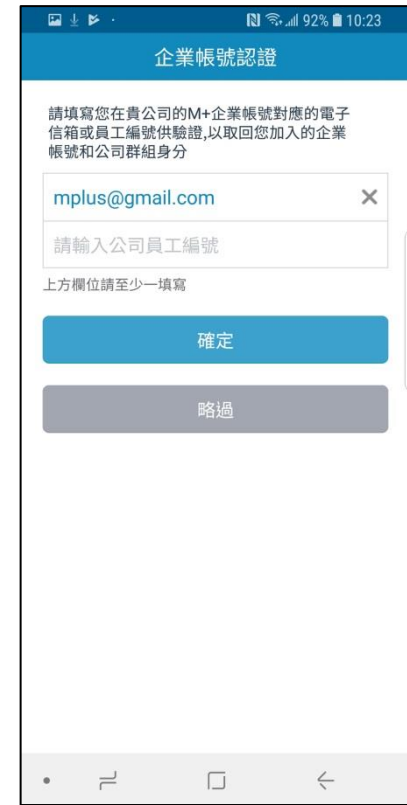 92% 10:23
企業帳號認證
請填寫您在貴公司的M+企業帳號對應的電子
信箱或員工編號供驗證,以取回您加入的企業
帳號和公司群組身分
mplus@gmail.com
請輸入公司員工編號
上方欄位請至少一填寫
確定
略過